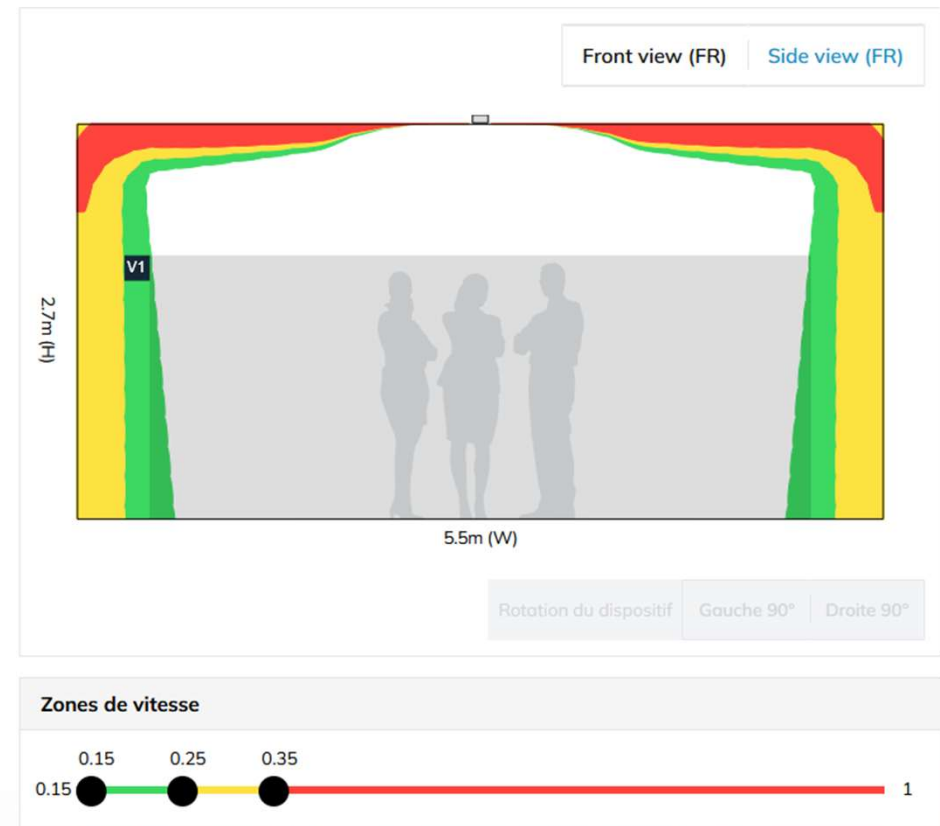 Front view (FR) Side view (FR)
V1
2.7m (H)
5.5m (W)
Rotation du dispositif Gauche 90° Droite 90°
Zones de vitesse
0.15 0.25 0.35
0.15 1